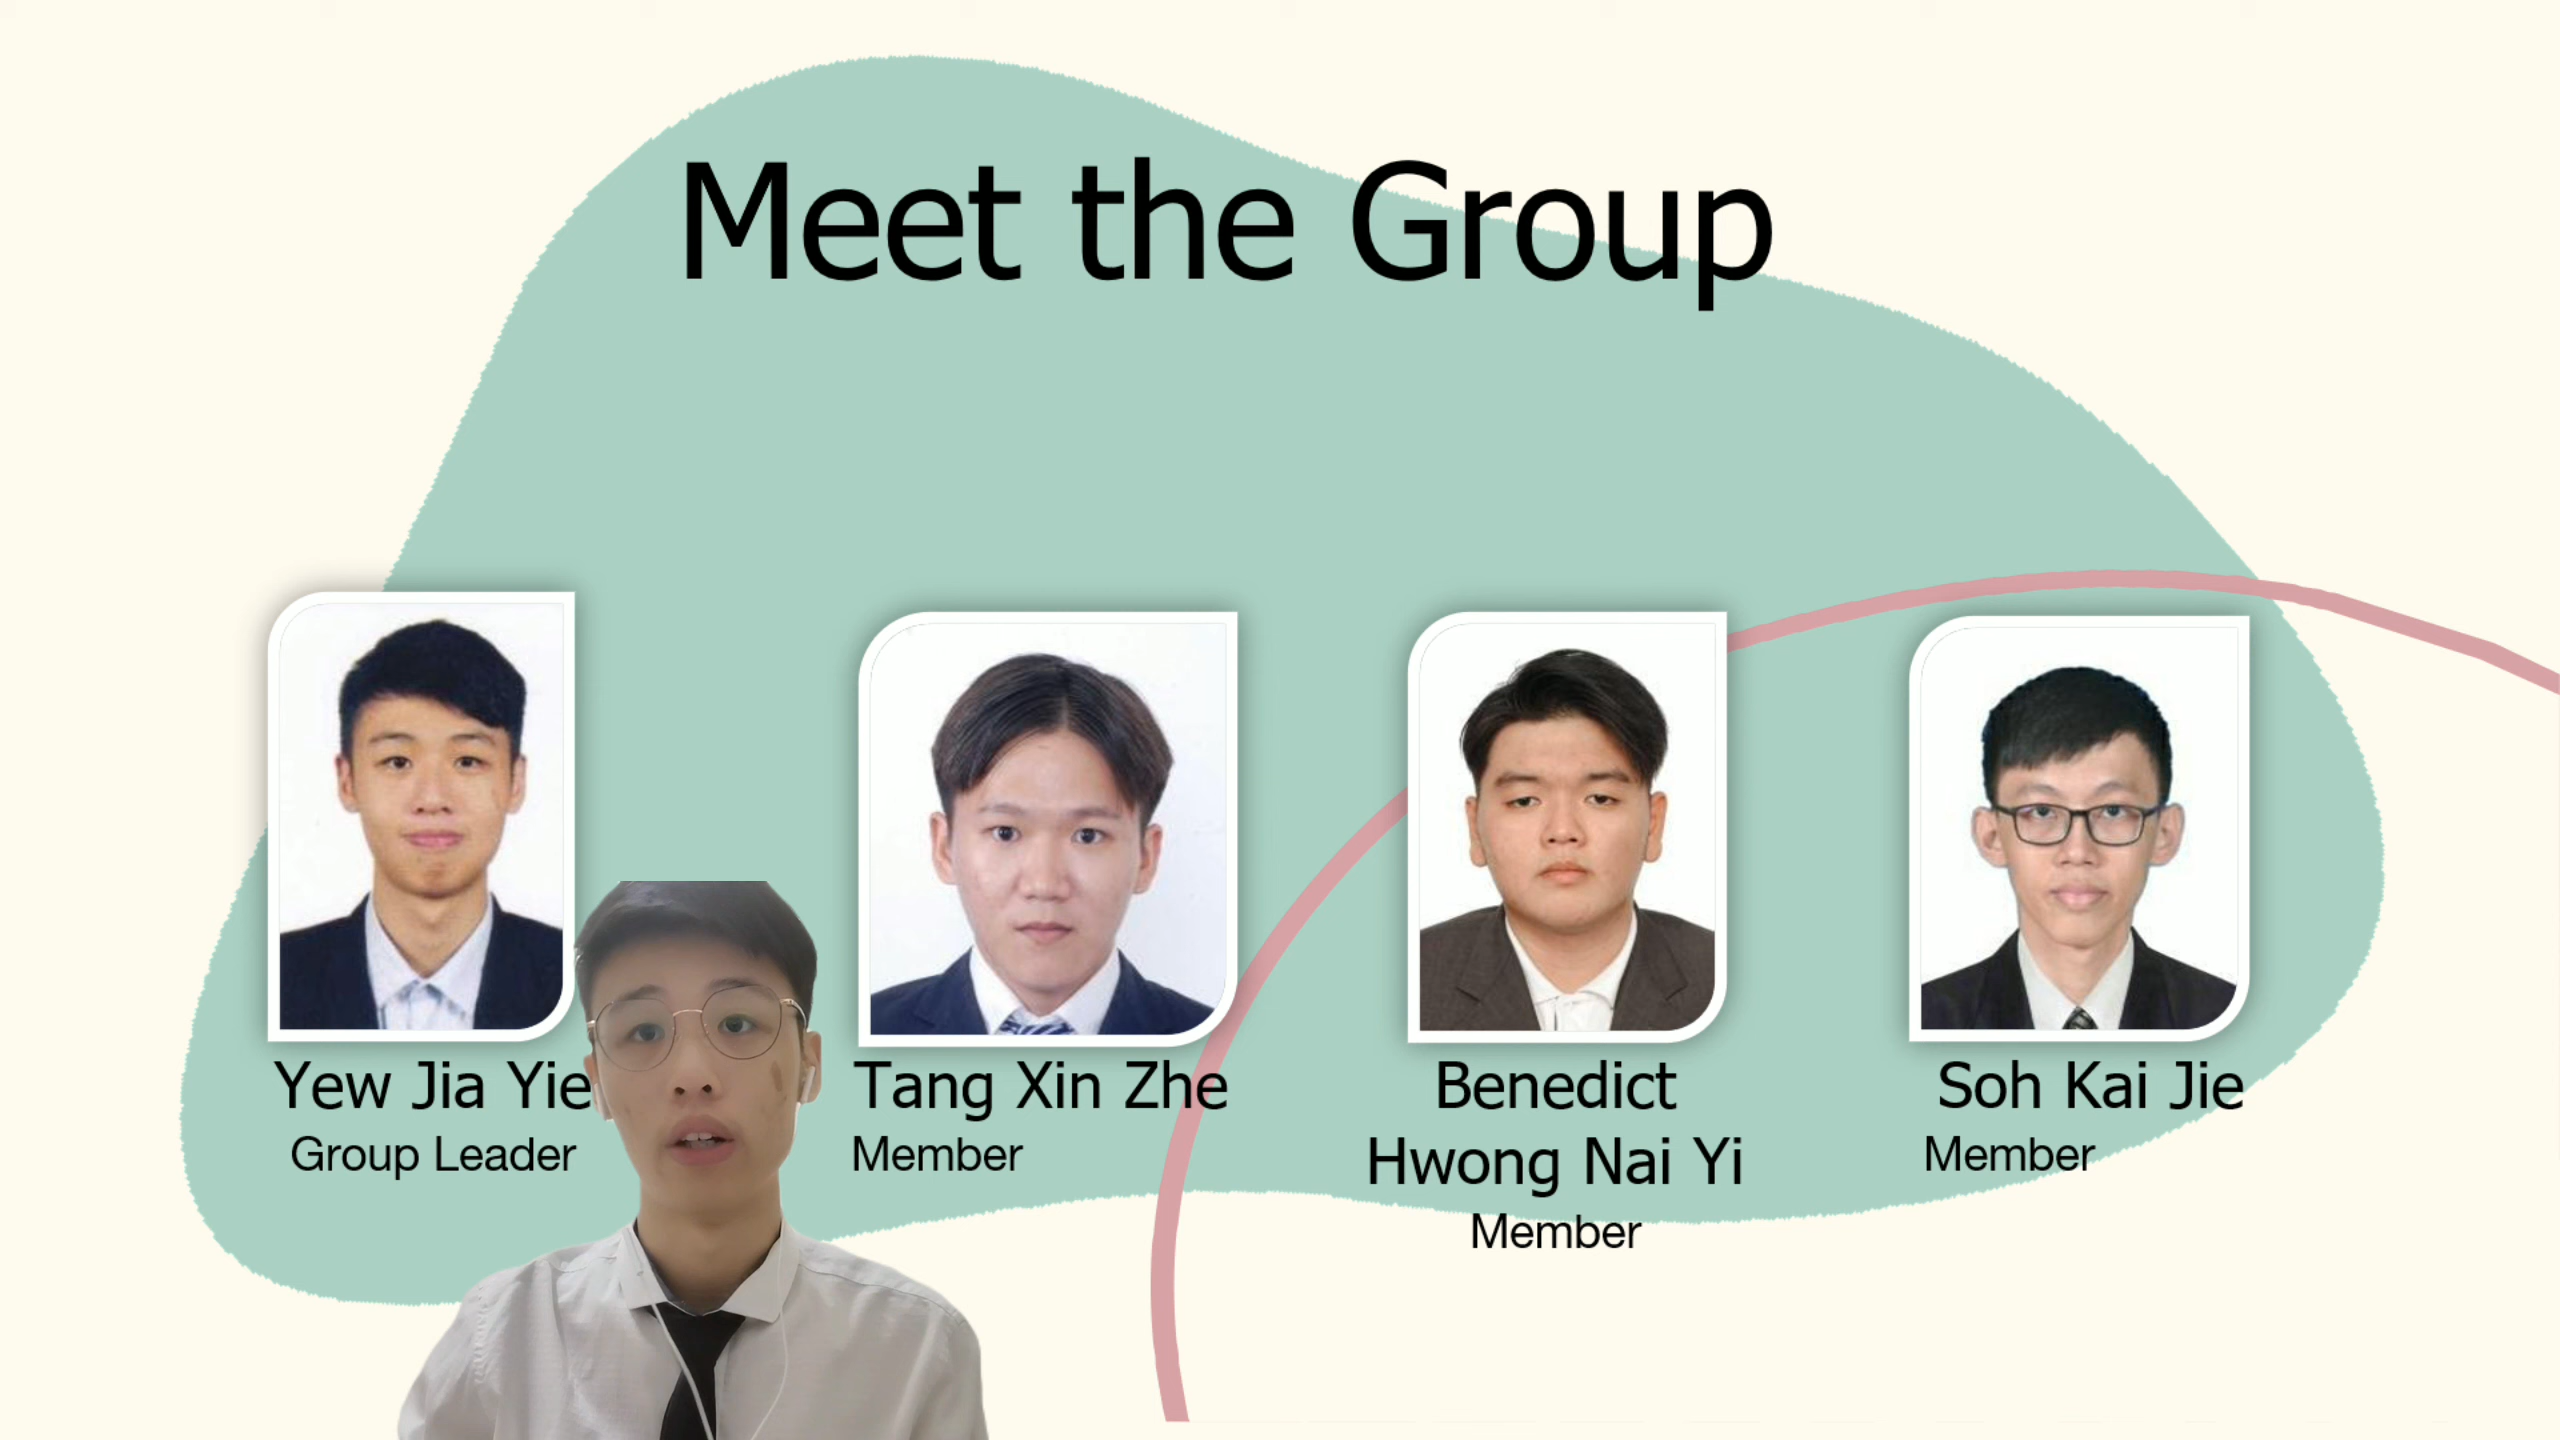 Meet the Group
Yew Jia Yie
Group Leader
Tang Xin Zhe
Member
Benedict
Hwong Nai Yi
Member
Soh Kai Jie
Member